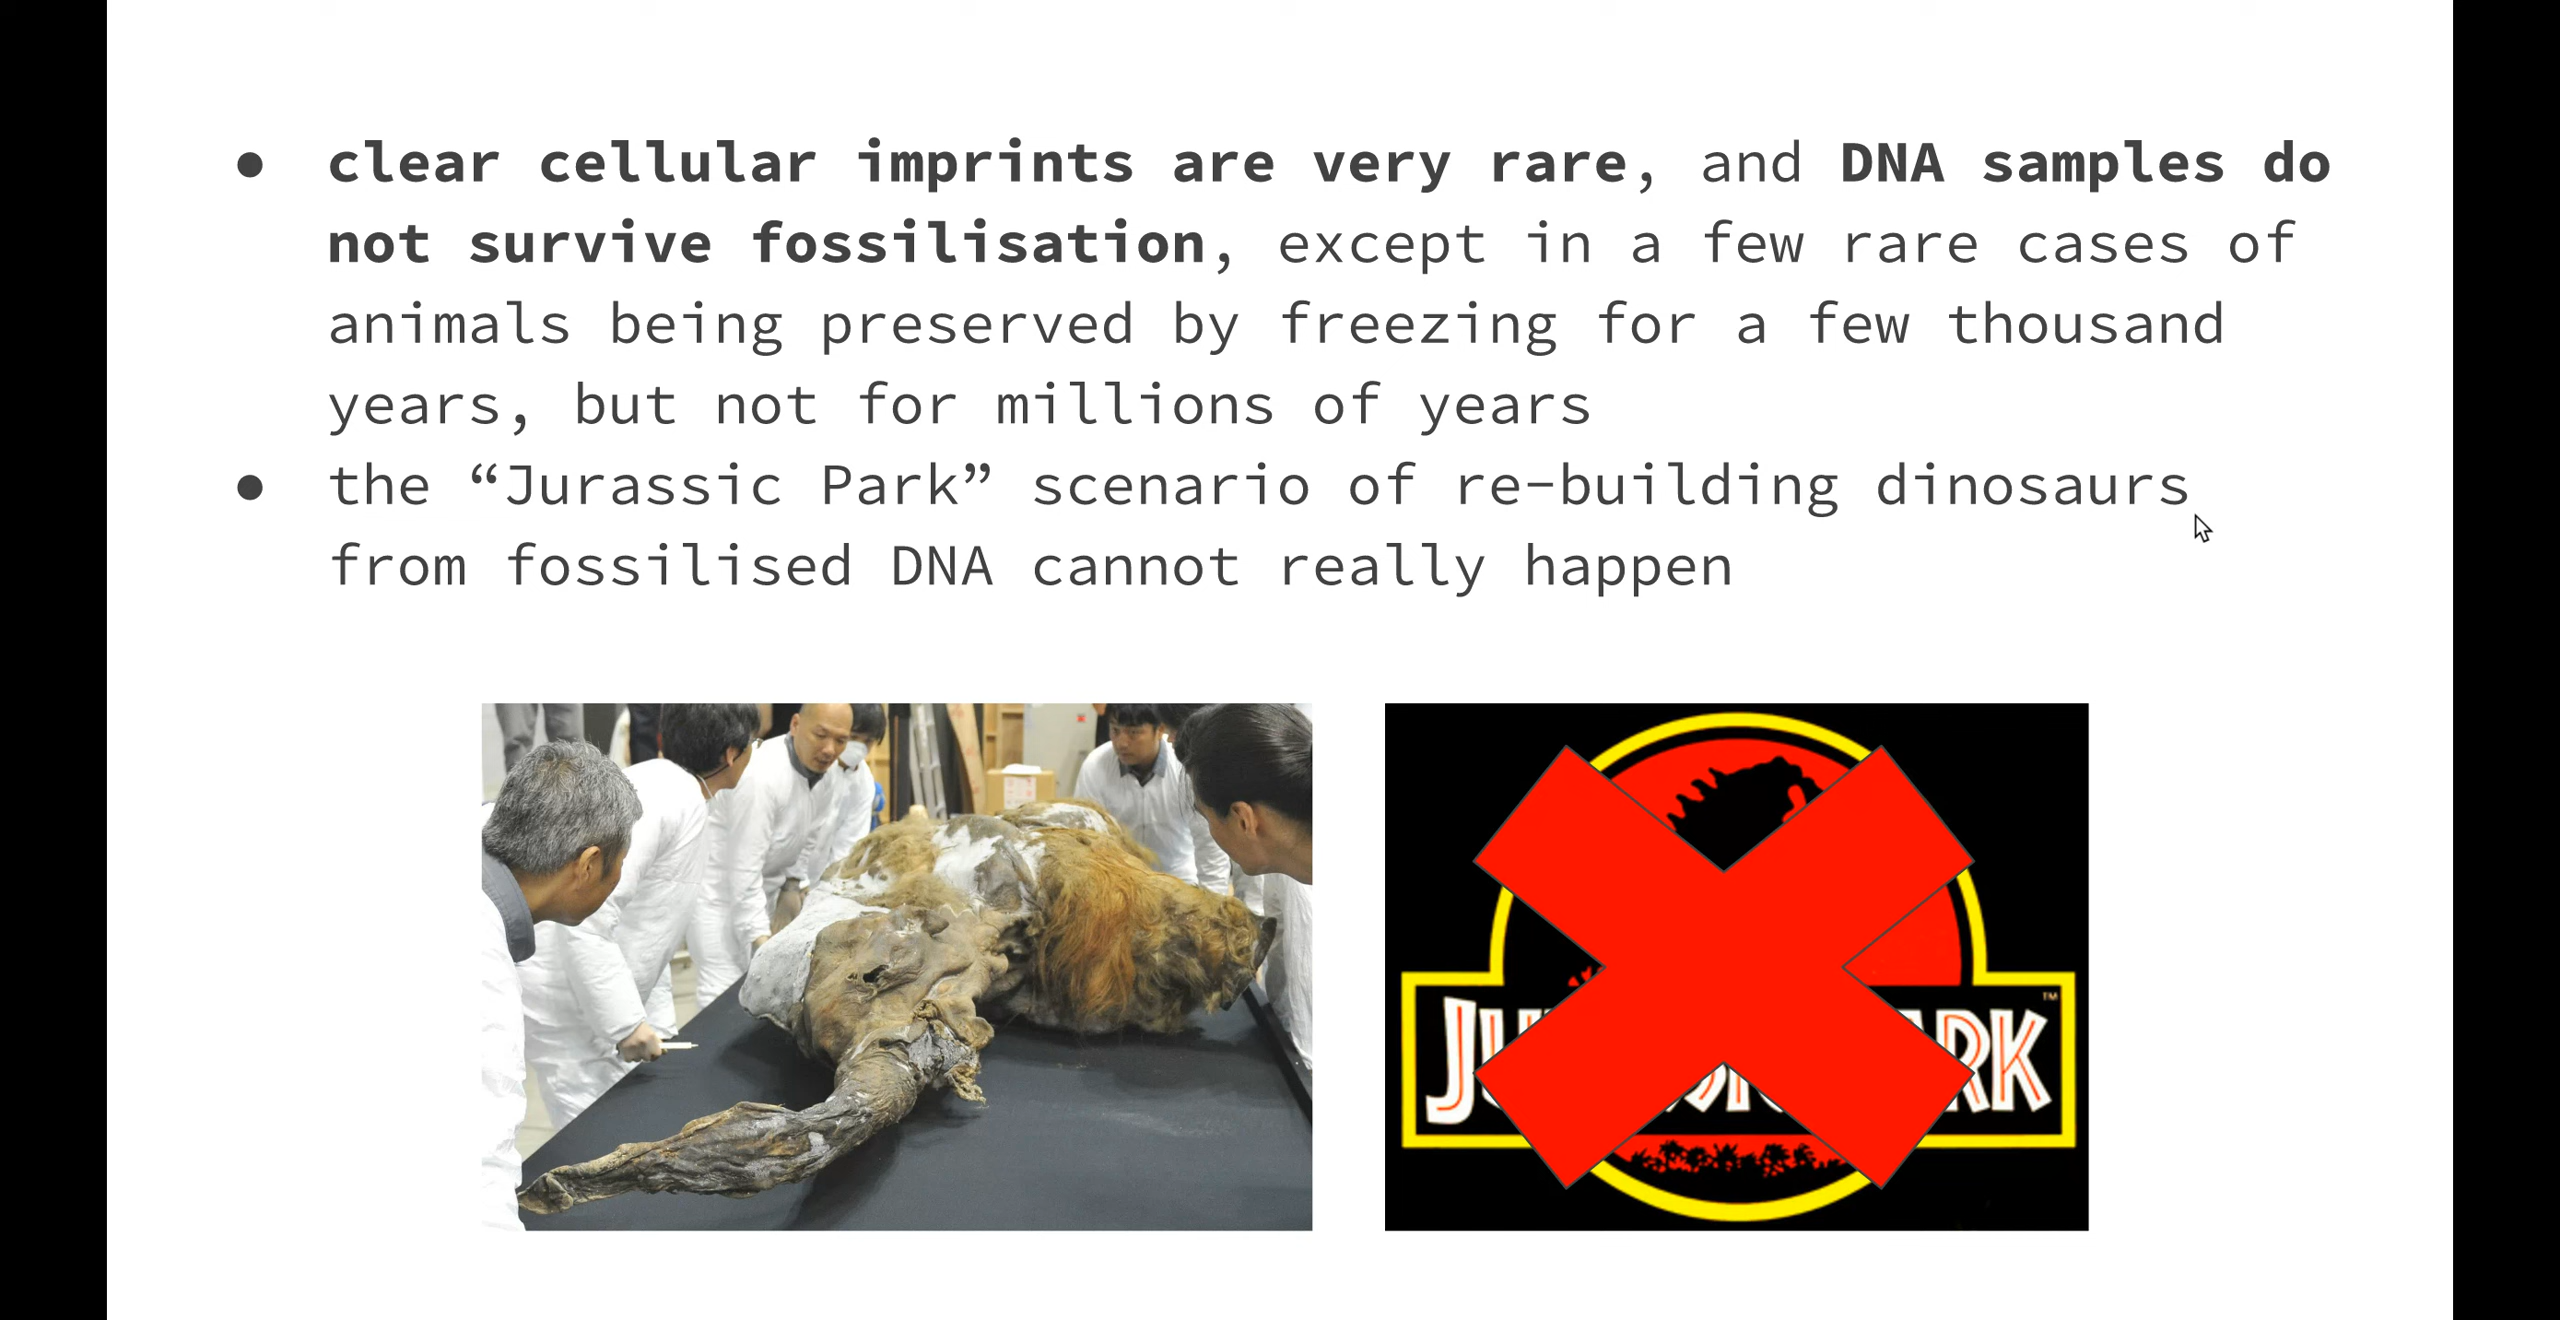 ● clear cellular imprints are very rare, and DNA samples do
not survive fossilisation, except in a few rare cases of
animals being preserved by freezing for a few thousand
years, but not for millions of years
● the “Jurassic Park” scenario of re-building dinosaurs
from fossilised DNA cannot really happen
TM